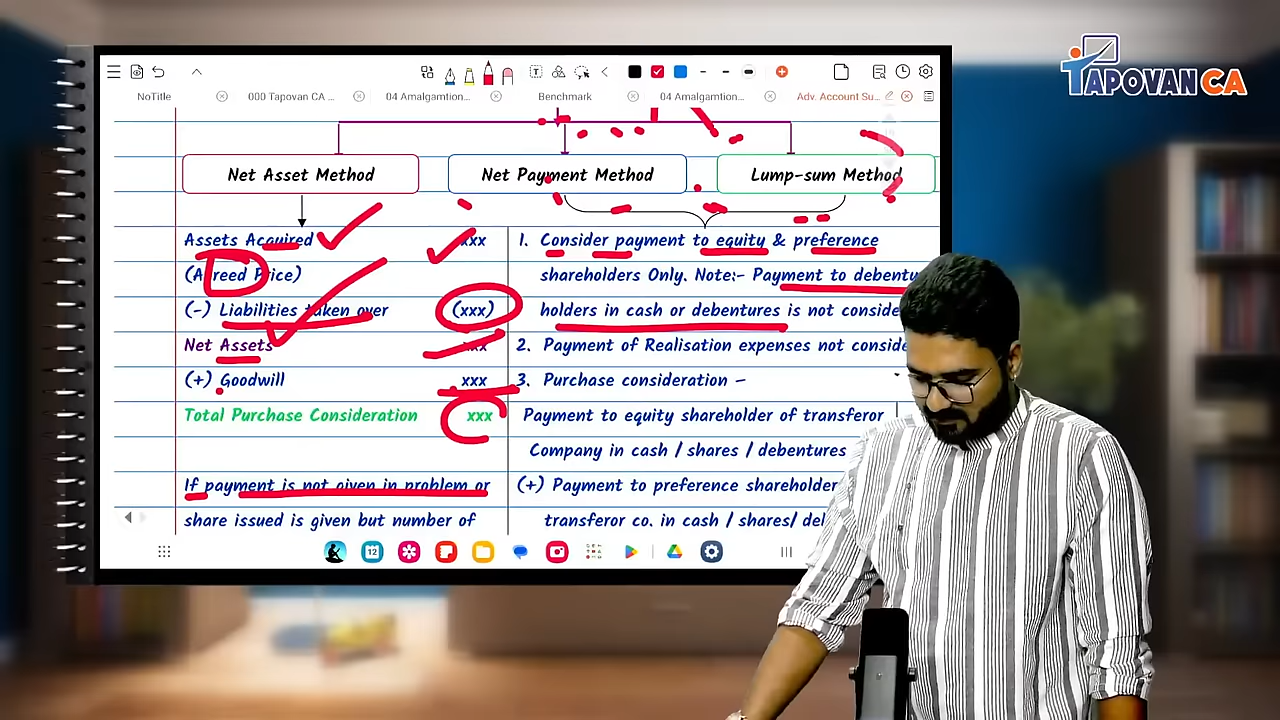 TAPOVAN CA
NoTitle
000 Tapovan CA ...
04 Amalgamtion...
Benchmark
04 Amalgamtion...
Adv. Account Su...
Net Asset Method
Net Payment Method
Lump-sum Method
Assets Acquired xxx
(Agreed Price)
(-) Liabilities taken over (xxx)
Net Assets xxx
(+) Goodwill xxx
Total Purchase Consideration xxx
If payment is not given in problem or
share issued is given but number of
1. Consider payment to equity & preference
shareholders Only. Note:- Payment to debentu
holders in cash or debentures is not conside
2. Payment of Realisation expenses not conside
3. Purchase consideration –
Payment to equity shareholder of transferor
Company in cash / shares / debentures
(+) Payment to preference shareholder
transferor co. in cash / shares/ de
12